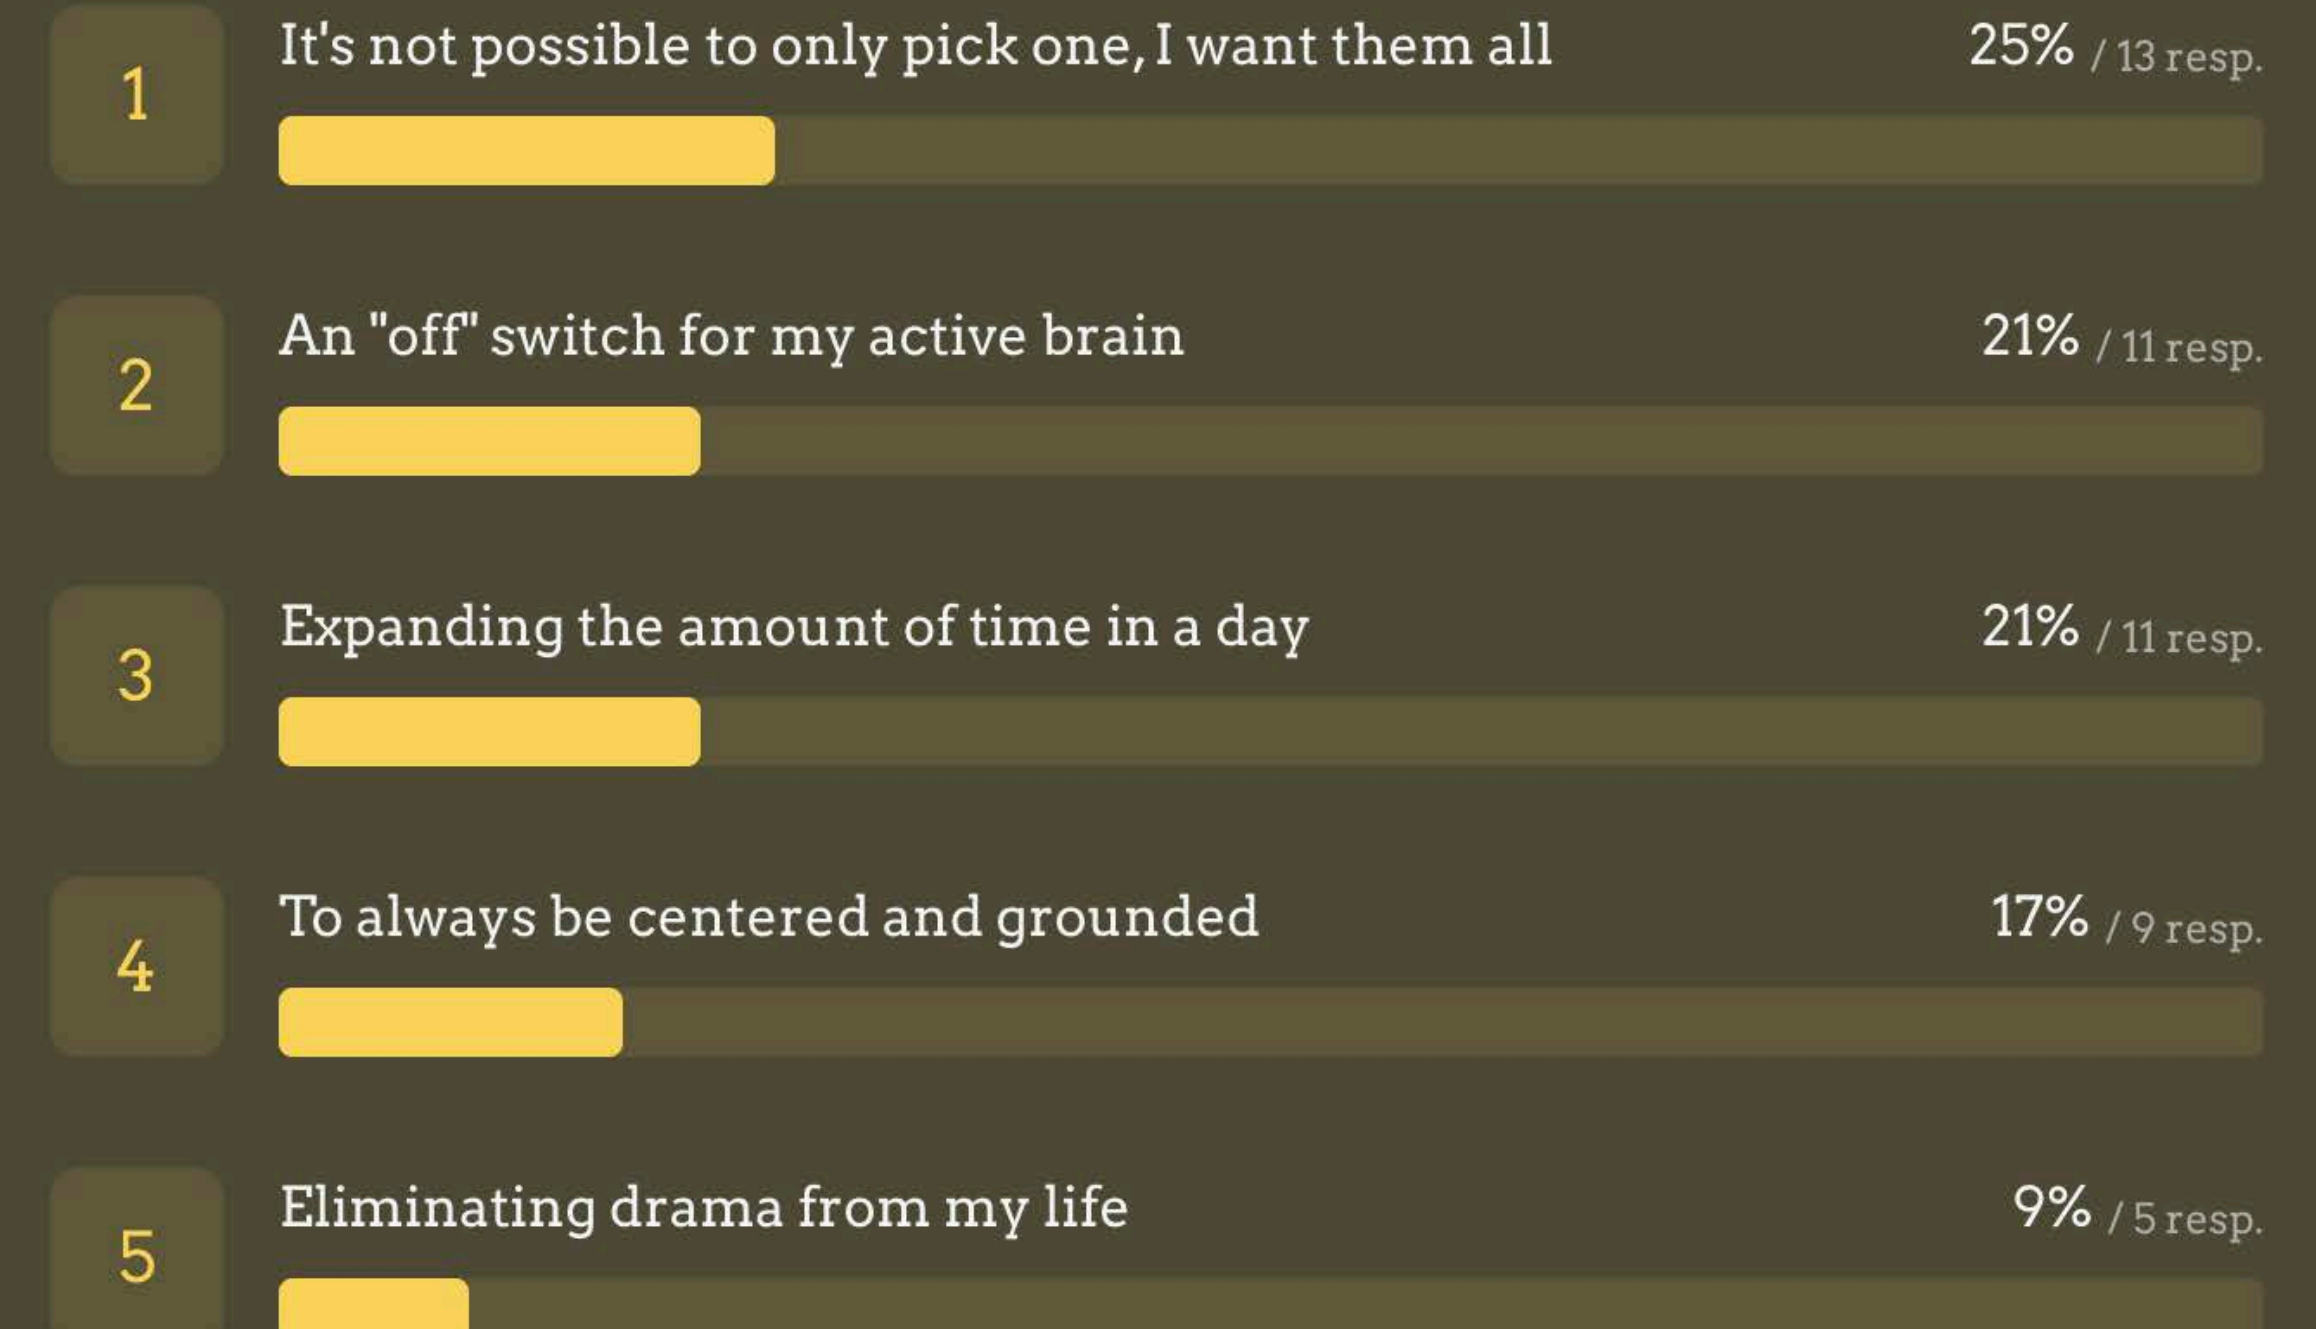 1
It's not possible to only pick one, I want them all 25% / 13 resp.
2
An "off" switch for my active brain 21% / 11 resp.
3
Expanding the amount of time in a day 21% / 11 resp.
4
To always be centered and grounded 17% / 9 resp.
5
Eliminating drama from my life 9% / 5 resp.